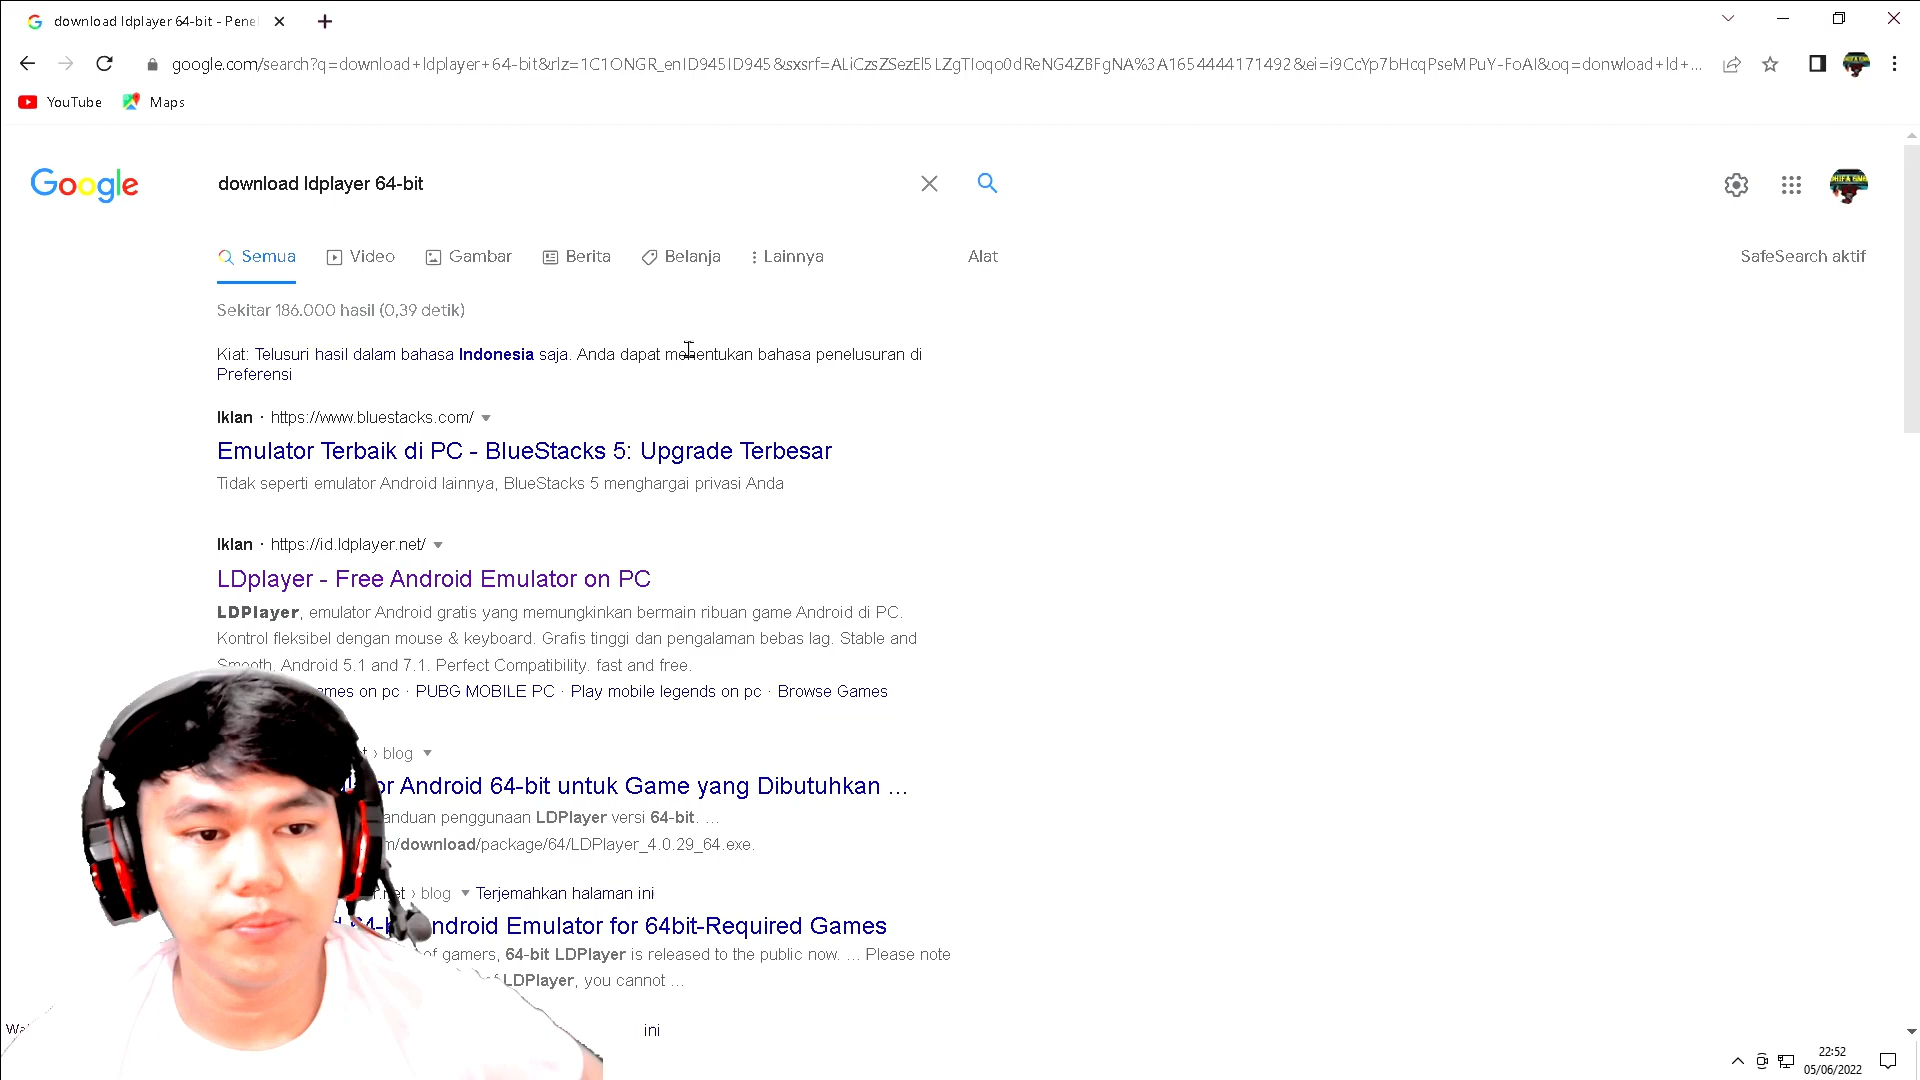 download ldplayer 64-bit - Pene
google.com/search?q=download+ldplayer+64-bit&rlz=1C1ONGR_enID945ID945&sxsrf=ALiCzsZSezEl5LZgTIoqo0dReNG4ZBFgNA%3A1654444171492&ei=i9CcYp7bHcqPseMPuY-FoAI&oq=donwload+ld+...
YouTube Maps
Google download ldplayer 64-bit
Semua Video Gambar Berita Belanja Lainnya Alat SafeSearch aktif
Sekitar 186.000 hasil (0,39 detik)
Kiat: Telusuri hasil dalam bahasa Indonesia saja. Anda dapat menentukan bahasa penelusuran di
Preferensi
Iklan · https://www.bluestacks.com/
Emulator Terbaik di PC - BlueStacks 5: Upgrade Terbesar
Tidak seperti emulator Android lainnya, BlueStacks 5 menghargai privasi Anda
Iklan · https://id.ldplayer.net/
LDplayer - Free Android Emulator on PC
LDPlayer, emulator Android gratis yang memungkinkan bermain ribuan game Android di PC.
Kontrol fleksibel dengan mouse & keyboard. Grafis tinggi dan pengalaman bebas lag. Stable and
Smooth. Android 5.1 and 7.1. Perfect Compatibility. fast and free.
on pc · PUBG MOBILE PC · Play mobile legends on pc · Browse Games
› blog
Android 64-bit untuk Game yang Dibutuhkan ...
penggunaan LDPlayer versi 64-bit. ...
/download/package/64/LDPlayer_4.0.29_64.exe.
› blog Terjemahkan halaman ini
Emulator for 64bit-Required Games
of gamers, 64-bit LDPlayer is released to the public now. ... Please note
LDPlayer, you cannot ...
ini
22:52
05/06/2022